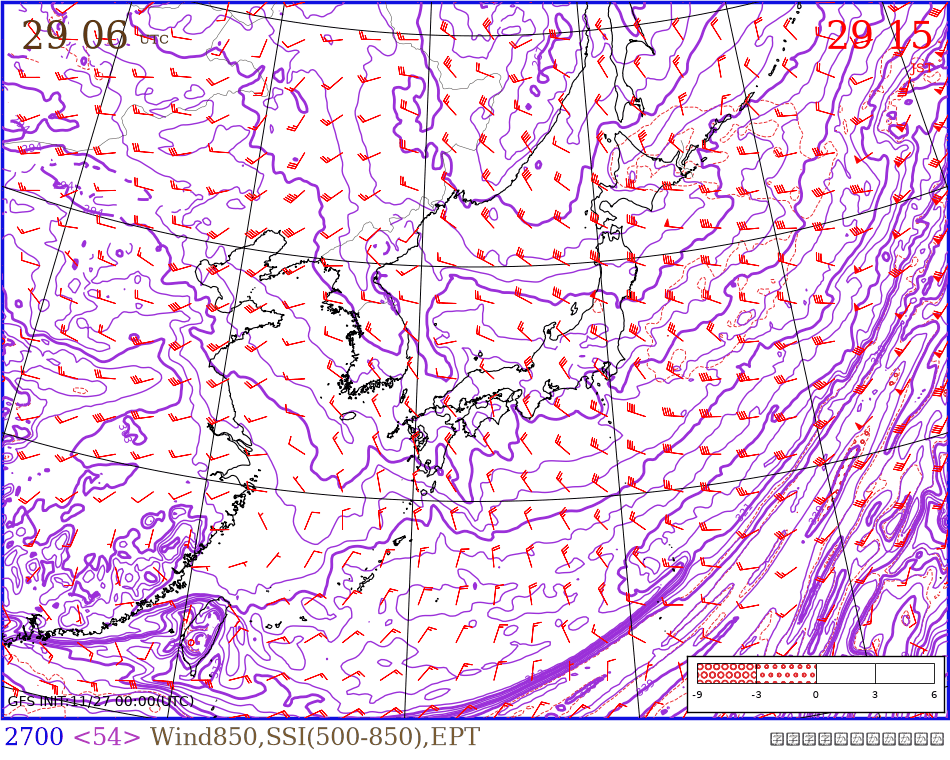 29 06 UTC
29 15
-9 -3 0 3 6
GFS INIT:11/27 00:00(UTC)
2700 <54> Wind850,SSI(500-850),EPT